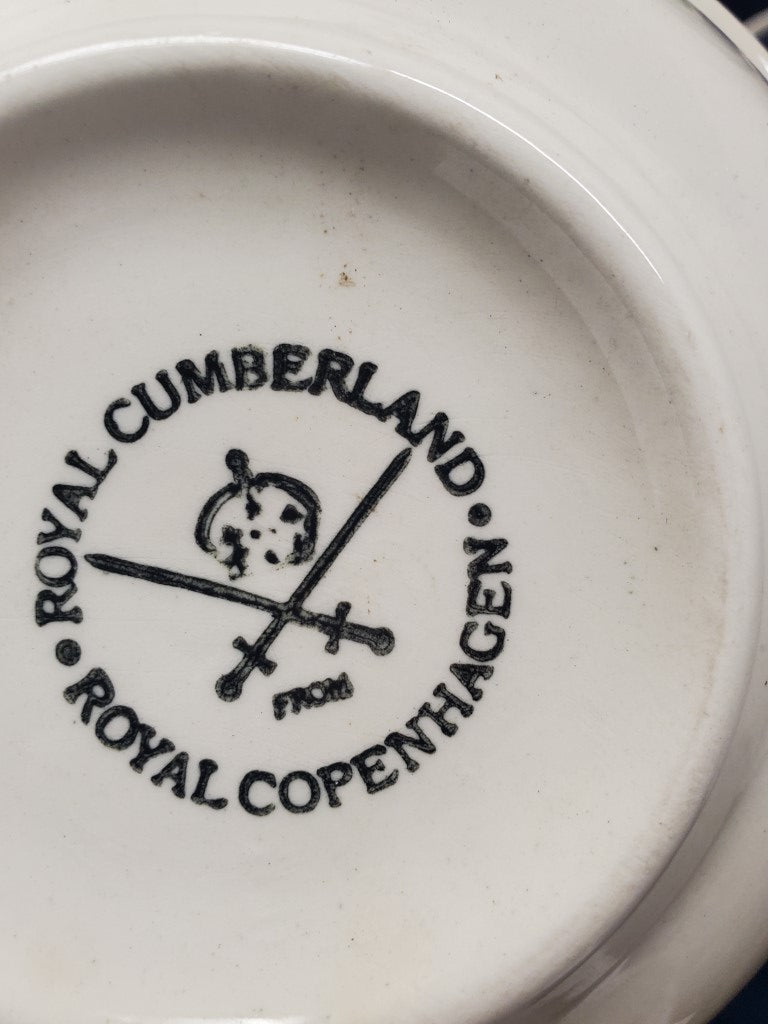 • ROYAL CUMBERLAND •
FROM
ROYAL COPENHAGEN